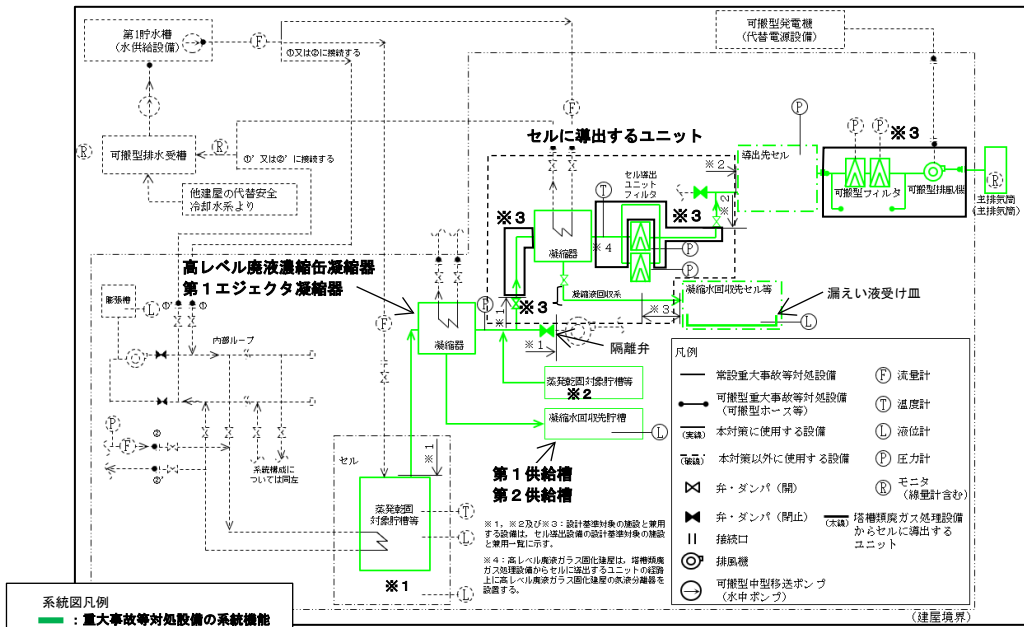 第1貯水槽
(水供給設備)
F
①又は②に接続する
可搬型発電機
(代替電源設備)
F
P
セルに導出するユニット
R
R
可搬型排水受槽
①’又は②’に接続する
他建屋の代替安全
冷却水系より
※2
導出先セル
P
P
※3
可搬型フィルタ
可搬型排風機
R
主排気筒
(主排気筒)
セル導出
ユニット
フィルタ
T
※3
凝縮器
※4
※3
※2
P
P
高レベル廃液濃縮缶凝縮器
第1エジェクタ凝縮器
膨張槽
L
①’
①
F
P
※1
※3
凝縮液回収系
凝縮水回収先セル等
※3
L
漏えい液受け皿
内部ループ
凝縮器
※1
隔離弁
蒸発乾固対象貯槽等
※2
凝縮水回収先貯槽
L
P
F
②
②’
系統構成に
ついては同左
セル
※1
第1供給槽
第2供給槽
蒸発乾固
対象貯槽等
T
L
L
※1
※1,※2及び※3:設計基準対象の施設と兼用
する設備は、セル導出設備の設計基準対象の施設
と兼用一覧に示す。
※4:高レベル廃液ガラス固化建屋は、塔槽類廃
ガス処理設備からセルに導出するユニットの経路
上に高レベル廃液ガラス固化建屋の気液分離器を
設置する。
凡例
常設重大事故等対処設備
可搬型重大事故等対処設備
(可搬型ホース等)
(実線)
本対策に使用する設備
(破線)
本対策以外に使用する設備
弁・ダンパ(開)
弁・ダンパ(閉止)
接続口
排風機
可搬型中型移送ポンプ
(水中ポンプ)
F 流量計
T 温度計
L 液位計
P 圧力計
R モニタ
(線量計含む)
(太線)
塔槽類廃ガス処理設備
からセルに導出する
ユニット
(建屋境界)
系統図凡例
:重大事故等対処設備の系統機能